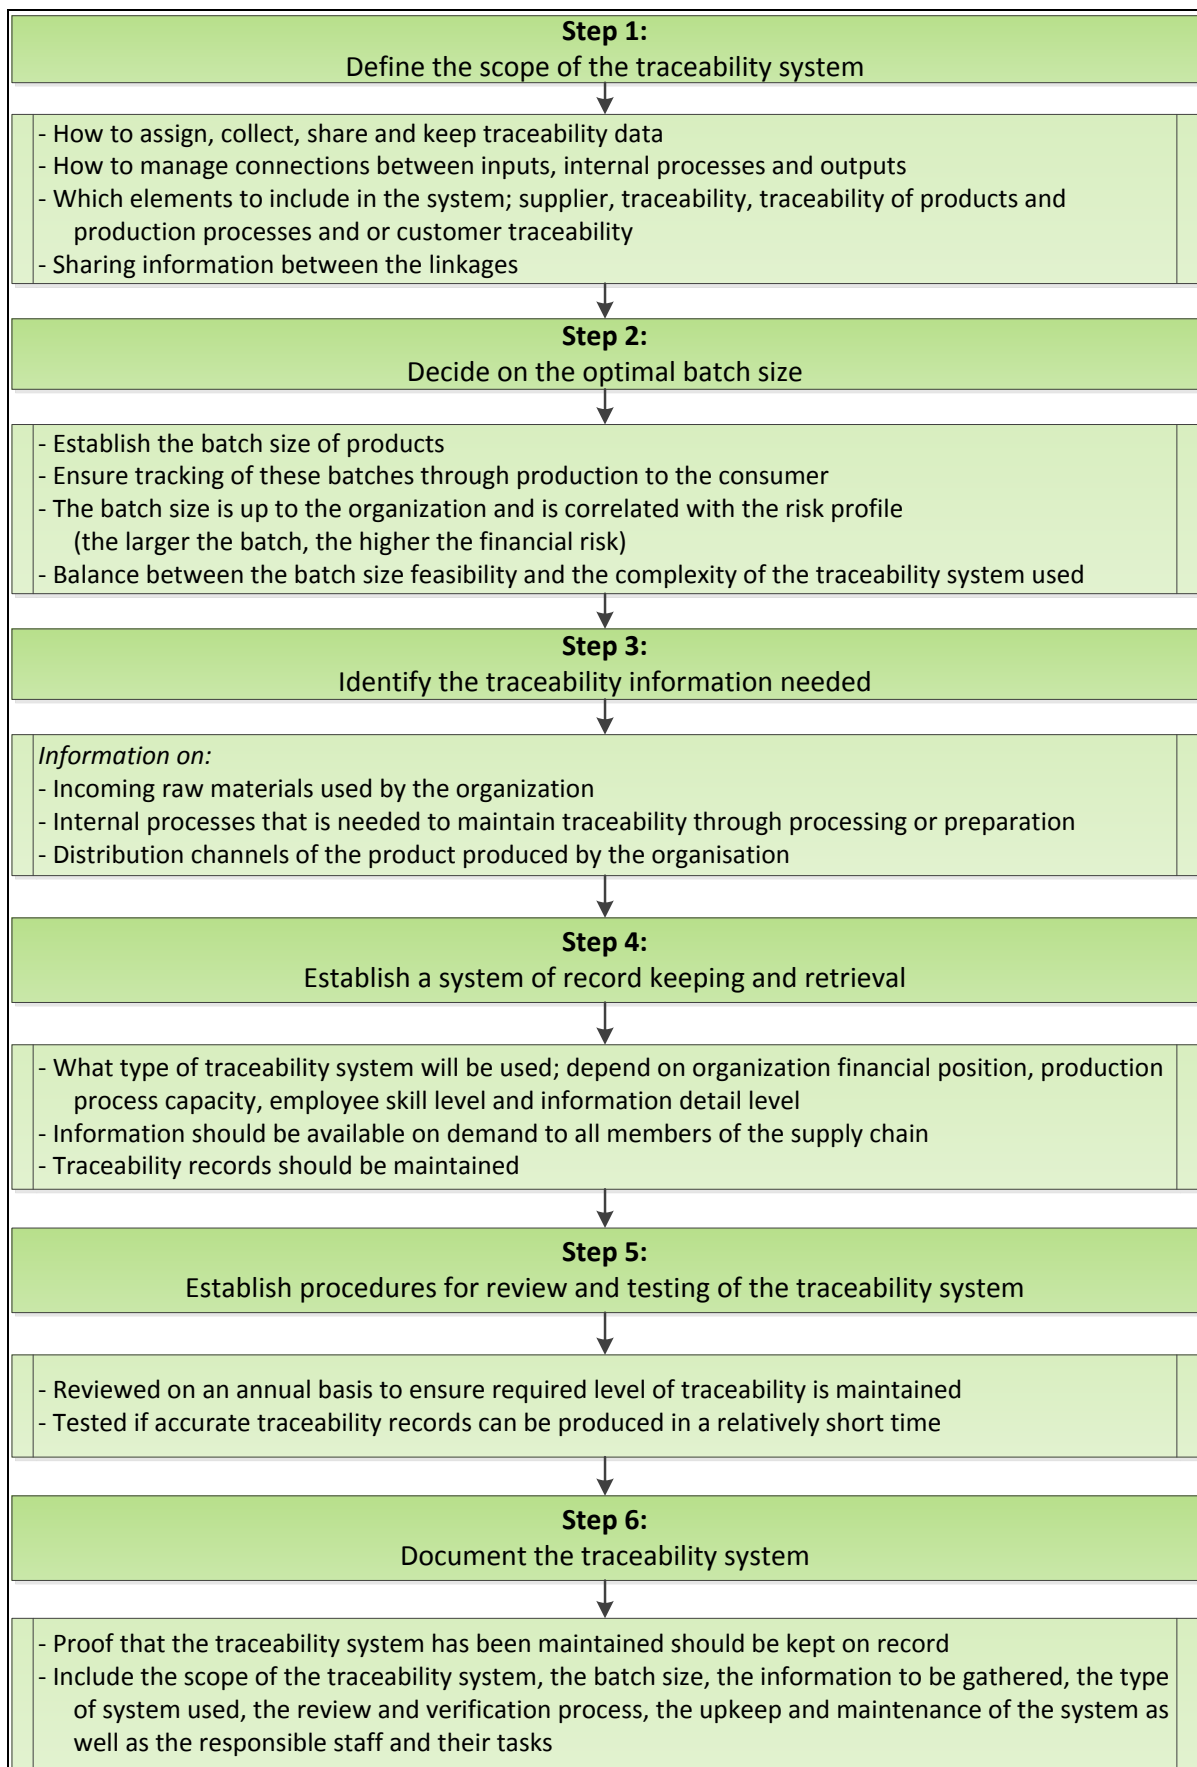 Step 1:
Define the scope of the traceability system
- How to assign, collect, share and keep traceability data
- How to manage connections between inputs, internal processes and outputs
- Which elements to include in the system; supplier, traceability, traceability of products and
production processes and or customer traceability
- Sharing information between the linkages
Step 2:
Decide on the optimal batch size
- Establish the batch size of products
- Ensure tracking of these batches through production to the consumer
- The batch size is up to the organization and is correlated with the risk profile
(the larger the batch, the higher the financial risk)
- Balance between the batch size feasibility and the complexity of the traceability system used
Step 3:
Identify the traceability information needed
Information on:
- Incoming raw materials used by the organization
- Internal processes that is needed to maintain traceability through processing or preparation
- Distribution channels of the product produced by the organisation
Step 4:
Establish a system of record keeping and retrieval
- What type of traceability system will be used; depend on organization financial position, production
process capacity, employee skill level and information detail level
- Information should be available on demand to all members of the supply chain
- Traceability records should be maintained
Step 5:
Establish procedures for review and testing of the traceability system
- Reviewed on an annual basis to ensure required level of traceability is maintained
- Tested if accurate traceability records can be produced in a relatively short time
Step 6:
Document the traceability system
- Proof that the traceability system has been maintained should be kept on record
- Include the scope of the traceability system, the batch size, the information to be gathered, the type
of system used, the review and verification process, the upkeep and maintenance of the system as
well as the responsible staff and their tasks